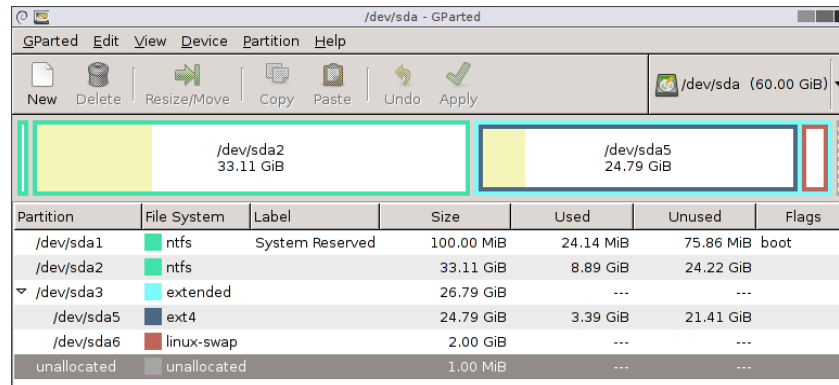 /dev/sda - GParted
GParted Edit View Device Partition Help
New Delete Resize/Move Copy Paste Undo Apply /dev/sda (60.00 GiB)
/dev/sda2 /dev/sda5
33.11 GiB 24.79 GiB
Partition File System Label Size Used Unused Flags
/dev/sda1 ntfs System Reserved 100.00 MiB 24.14 MiB 75.86 MiB boot
/dev/sda2 ntfs 33.11 GiB 8.89 GiB 24.22 GiB
/dev/sda3 extended 26.79 GiB --- ---
/dev/sda5 ext4 24.79 GiB 3.39 GiB 21.41 GiB
/dev/sda6 linux-swap 2.00 GiB --- ---
unallocated unallocated 1.00 MiB --- ---